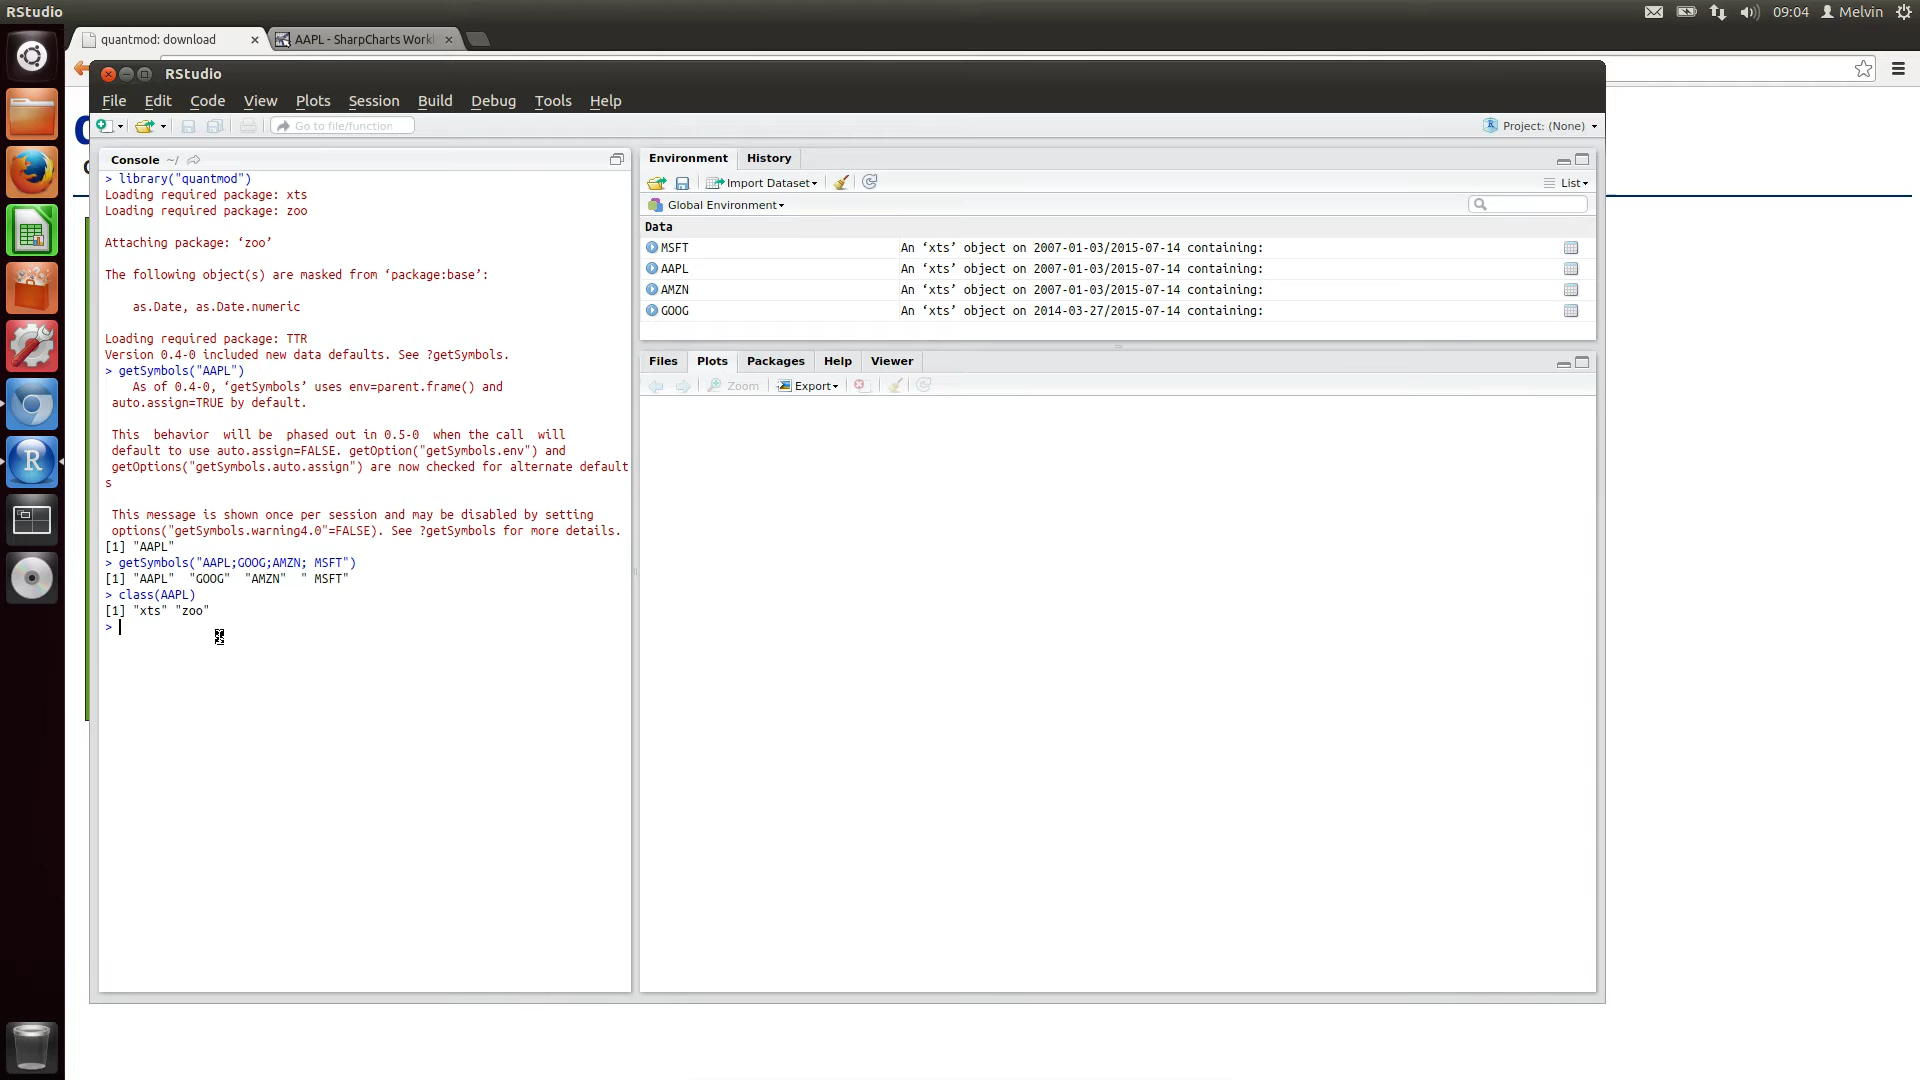 RStudio
09:04 Melvin
quantmod: download
AAPL - SharpCharts Work
RStudio
File Edit Code View Plots Session Build Debug Tools Help
Go to file/function
Project: (None)
Console ~/
> library("quantmod")
Loading required package: xts
Loading required package: zoo
Attaching package: ‘zoo’
The following object(s) are masked from ‘package:base’:
as.Date, as.Date.numeric
Loading required package: TTR
Version 0.4-0 included new data defaults. See ?getSymbols.
> getSymbols("AAPL")
As of 0.4-0, ‘getSymbols’ uses env=parent.frame() and
auto.assign=TRUE by default.
This  behavior  will be  phased out in 0.5-0  when the call  will
default to use auto.assign=FALSE. getOption("getSymbols.env") and
getOptions("getSymbols.auto.assign") are now checked for alternate default
s
This message is shown once per session and may be disabled by setting
options("getSymbols.warning4.0"=FALSE). See ?getSymbols for more details.
[1] "AAPL"
> getSymbols("AAPL;GOOG;AMZN; MSFT")
[1] "AAPL"  "GOOG"  "AMZN"  " MSFT"
> class(AAPL)
[1] "xts" "zoo"
>
Environment History
Import Dataset List
Global Environment
Data
MSFT An ‘xts’ object on 2007-01-03/2015-07-14 containing:
AAPL An ‘xts’ object on 2007-01-03/2015-07-14 containing:
AMZN An ‘xts’ object on 2007-01-03/2015-07-14 containing:
GOOG An ‘xts’ object on 2014-03-27/2015-07-14 containing:
Files Plots Packages Help Viewer
Zoom Export